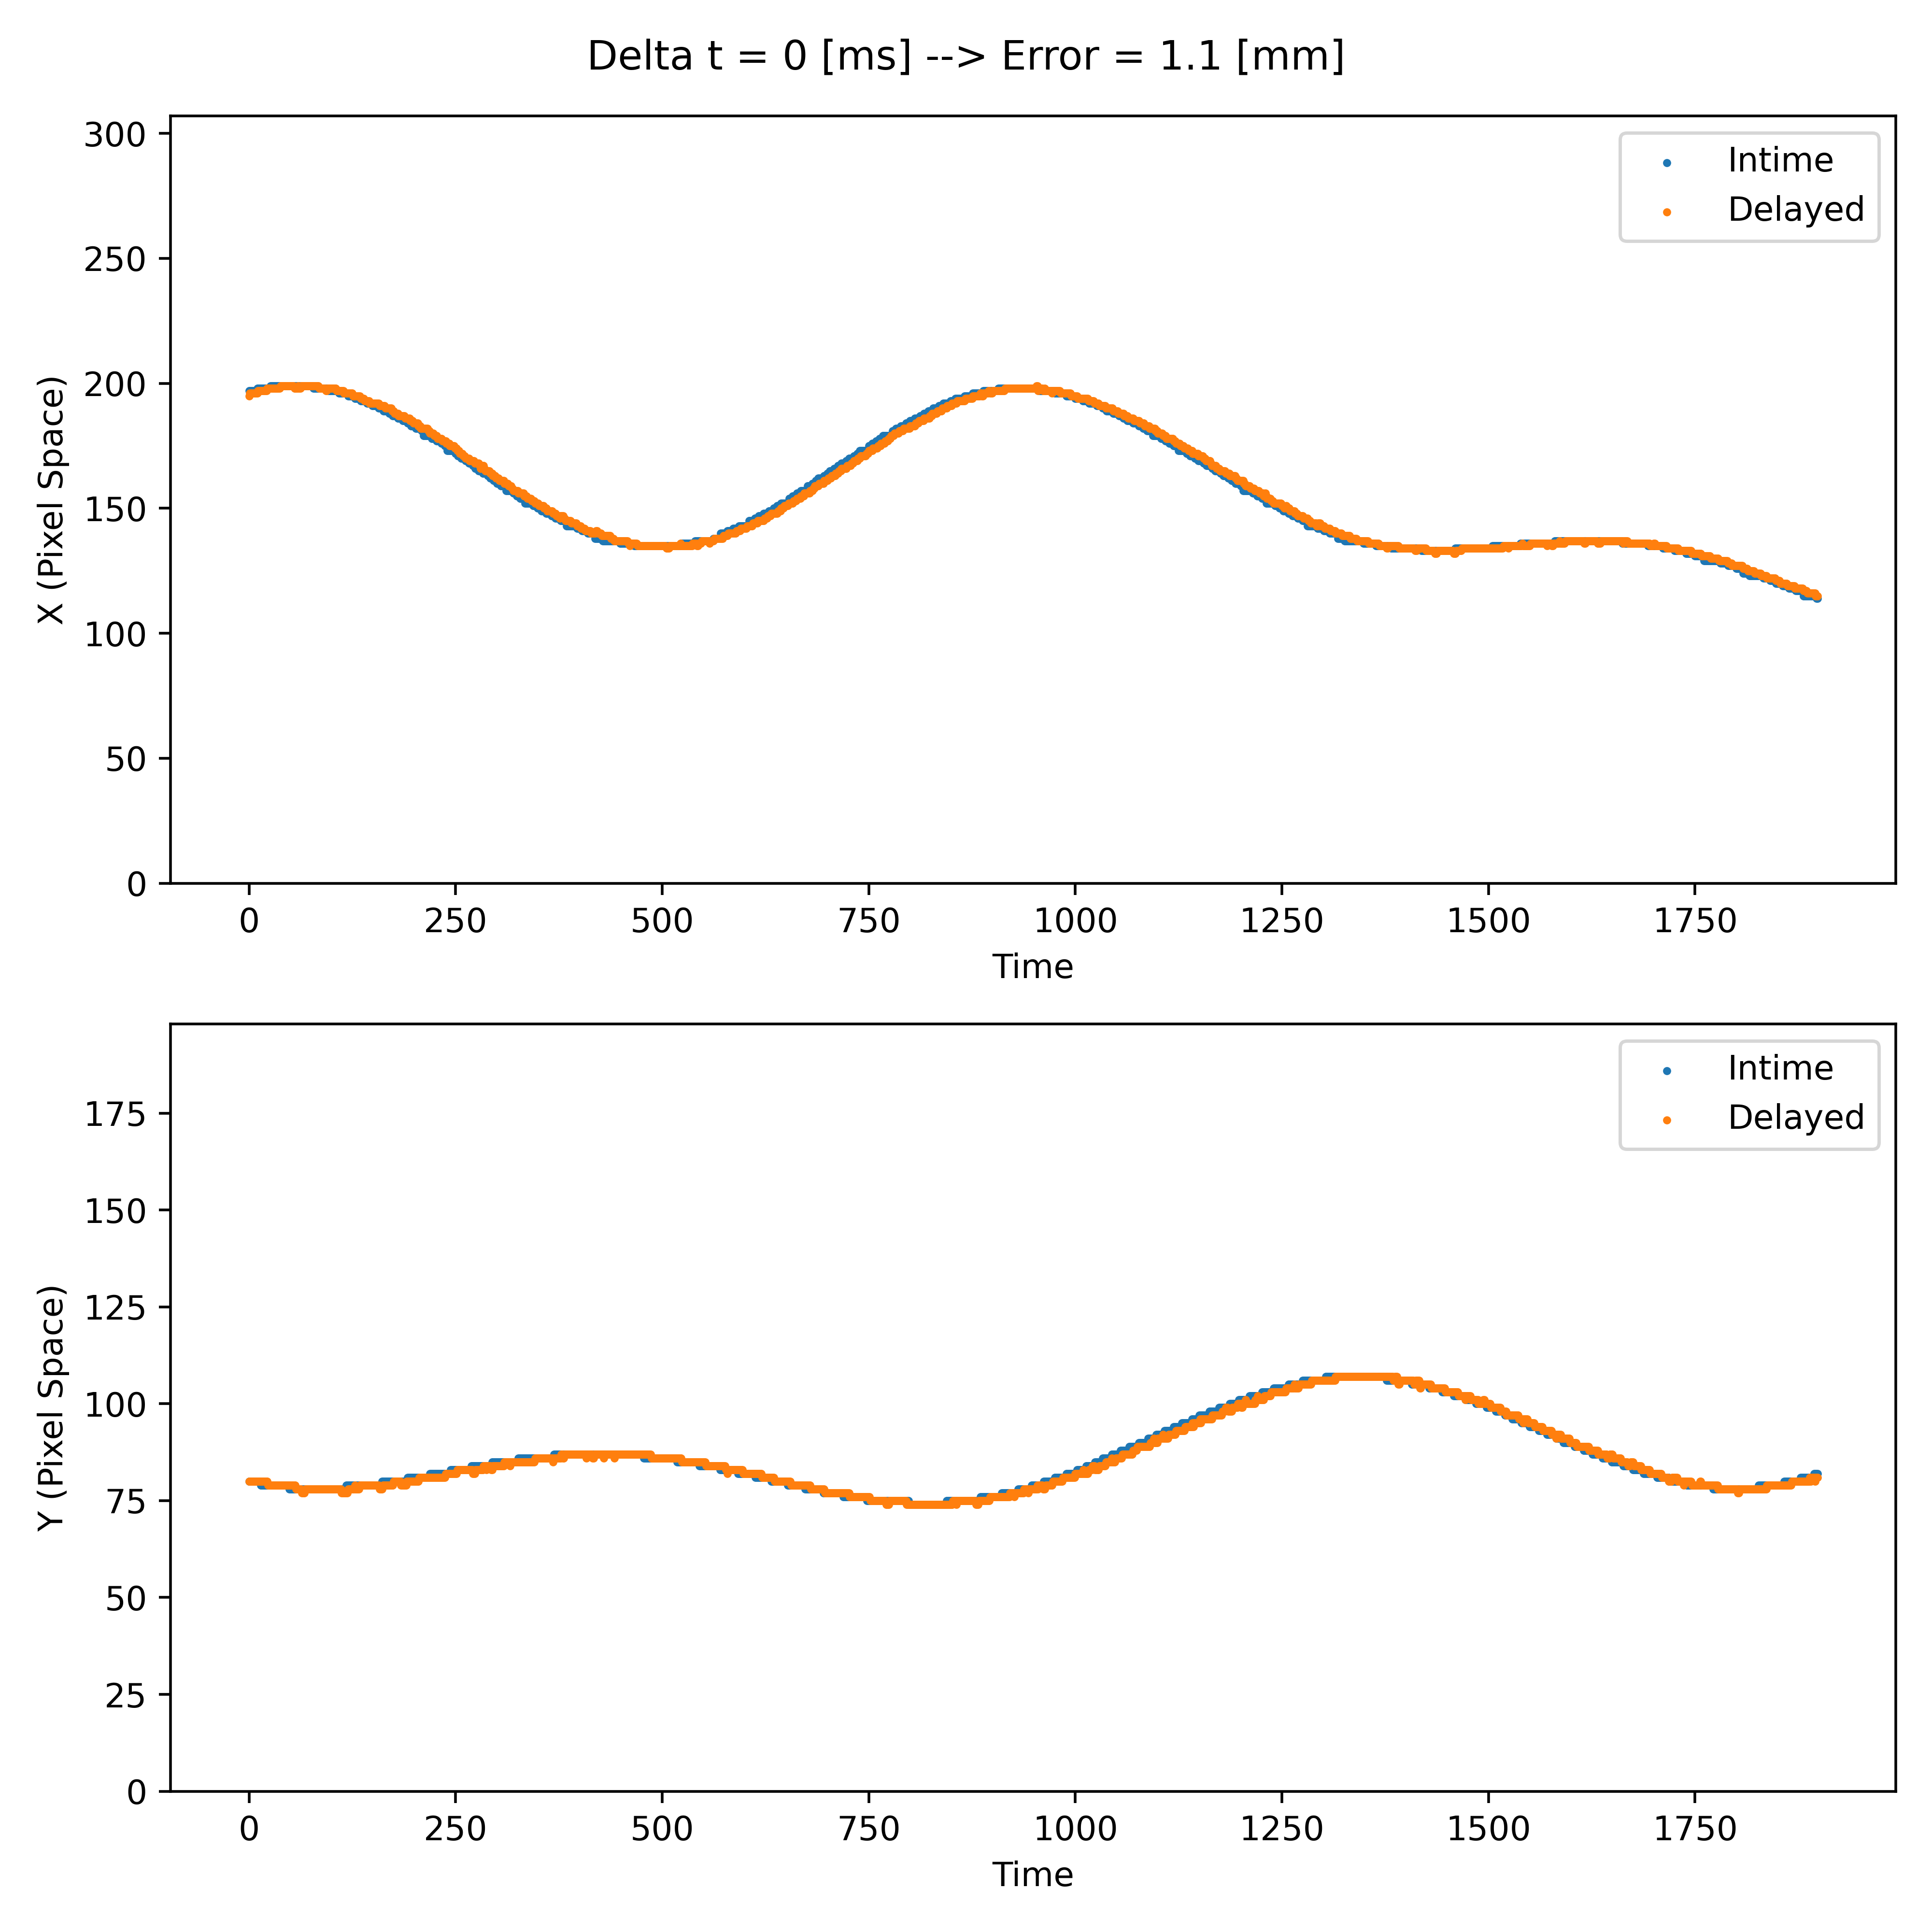 Delta t = 0 [ms] --> Error = 1.1 [mm]
300
250
200
150
100
50
0
X (Pixel Space)
Intime
Delayed
0 250 500 750 1000 1250 1500 1750
Time
175
150
125
100
75
50
25
0
Y (Pixel Space)
Intime
Delayed
0 250 500 750 1000 1250 1500 1750
Time